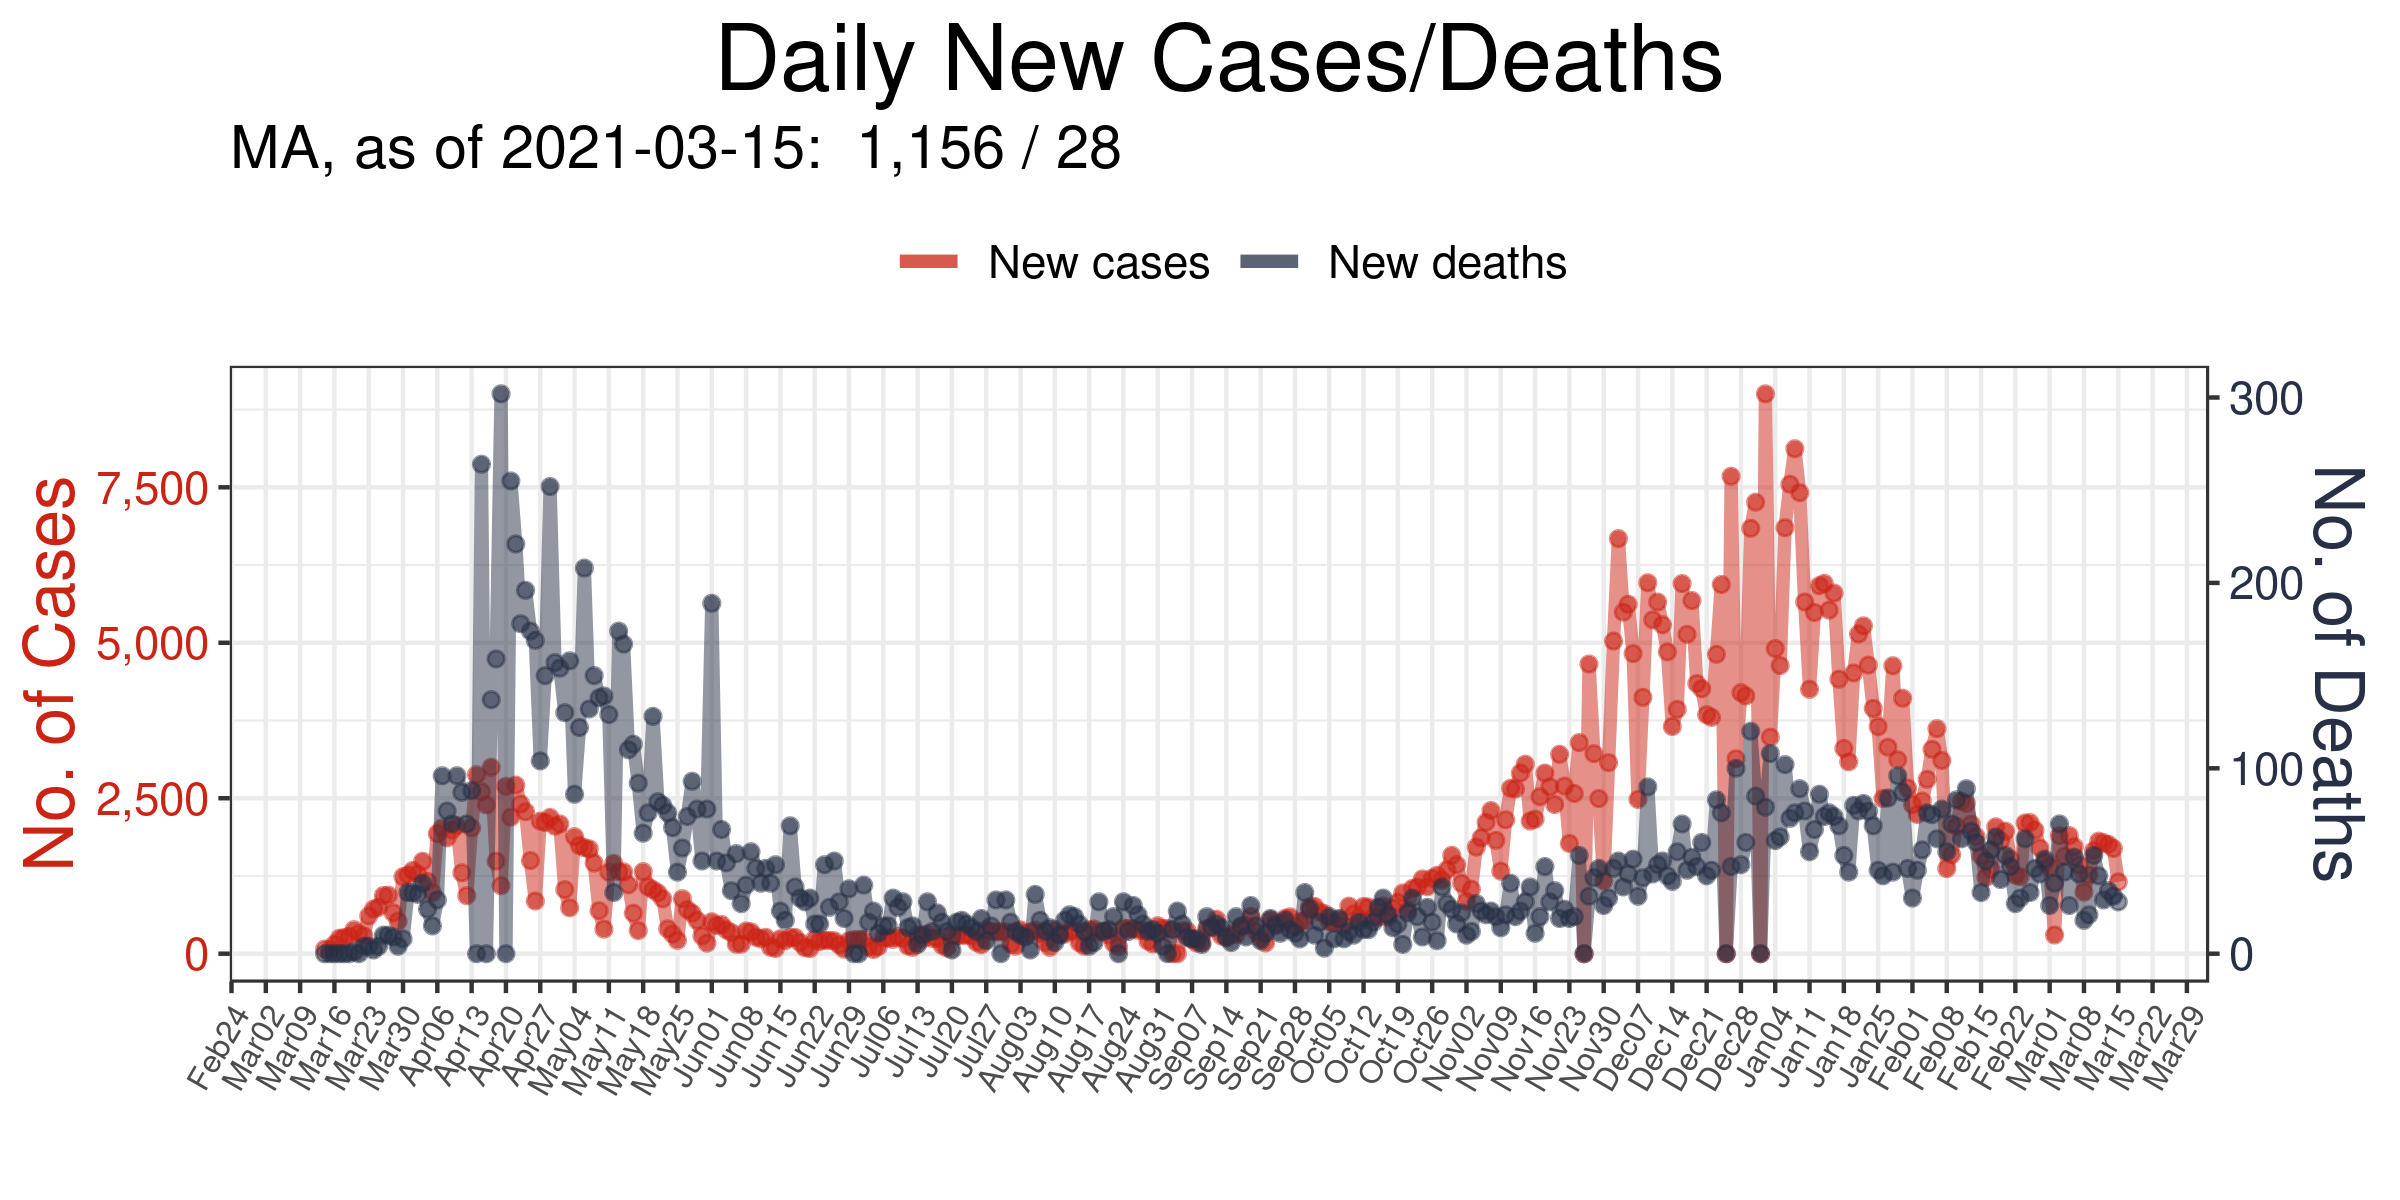 Daily New Cases/Deaths
MA, as of 2021-03-15:  1,156 / 28
New cases
New deaths
No. of Cases
7,500
5,000
2,500
0
300
200
100
0
No. of Deaths
Feb24
Mar02
Mar09
Mar16
Mar23
Mar30
Apr06
Apr13
Apr20
Apr27
May04
May11
May18
May25
Jun01
Jun08
Jun15
Jun22
Jun29
Jul06
Jul13
Jul20
Jul27
Aug03
Aug10
Aug17
Aug24
Aug31
Sep07
Sep14
Sep21
Sep28
Oct05
Oct12
Oct19
Oct26
Nov02
Nov09
Nov16
Nov23
Nov30
Dec07
Dec14
Dec21
Dec28
Jan04
Jan11
Jan18
Jan25
Feb01
Feb08
Feb15
Feb22
Mar01
Mar08
Mar15
Mar22
Mar29